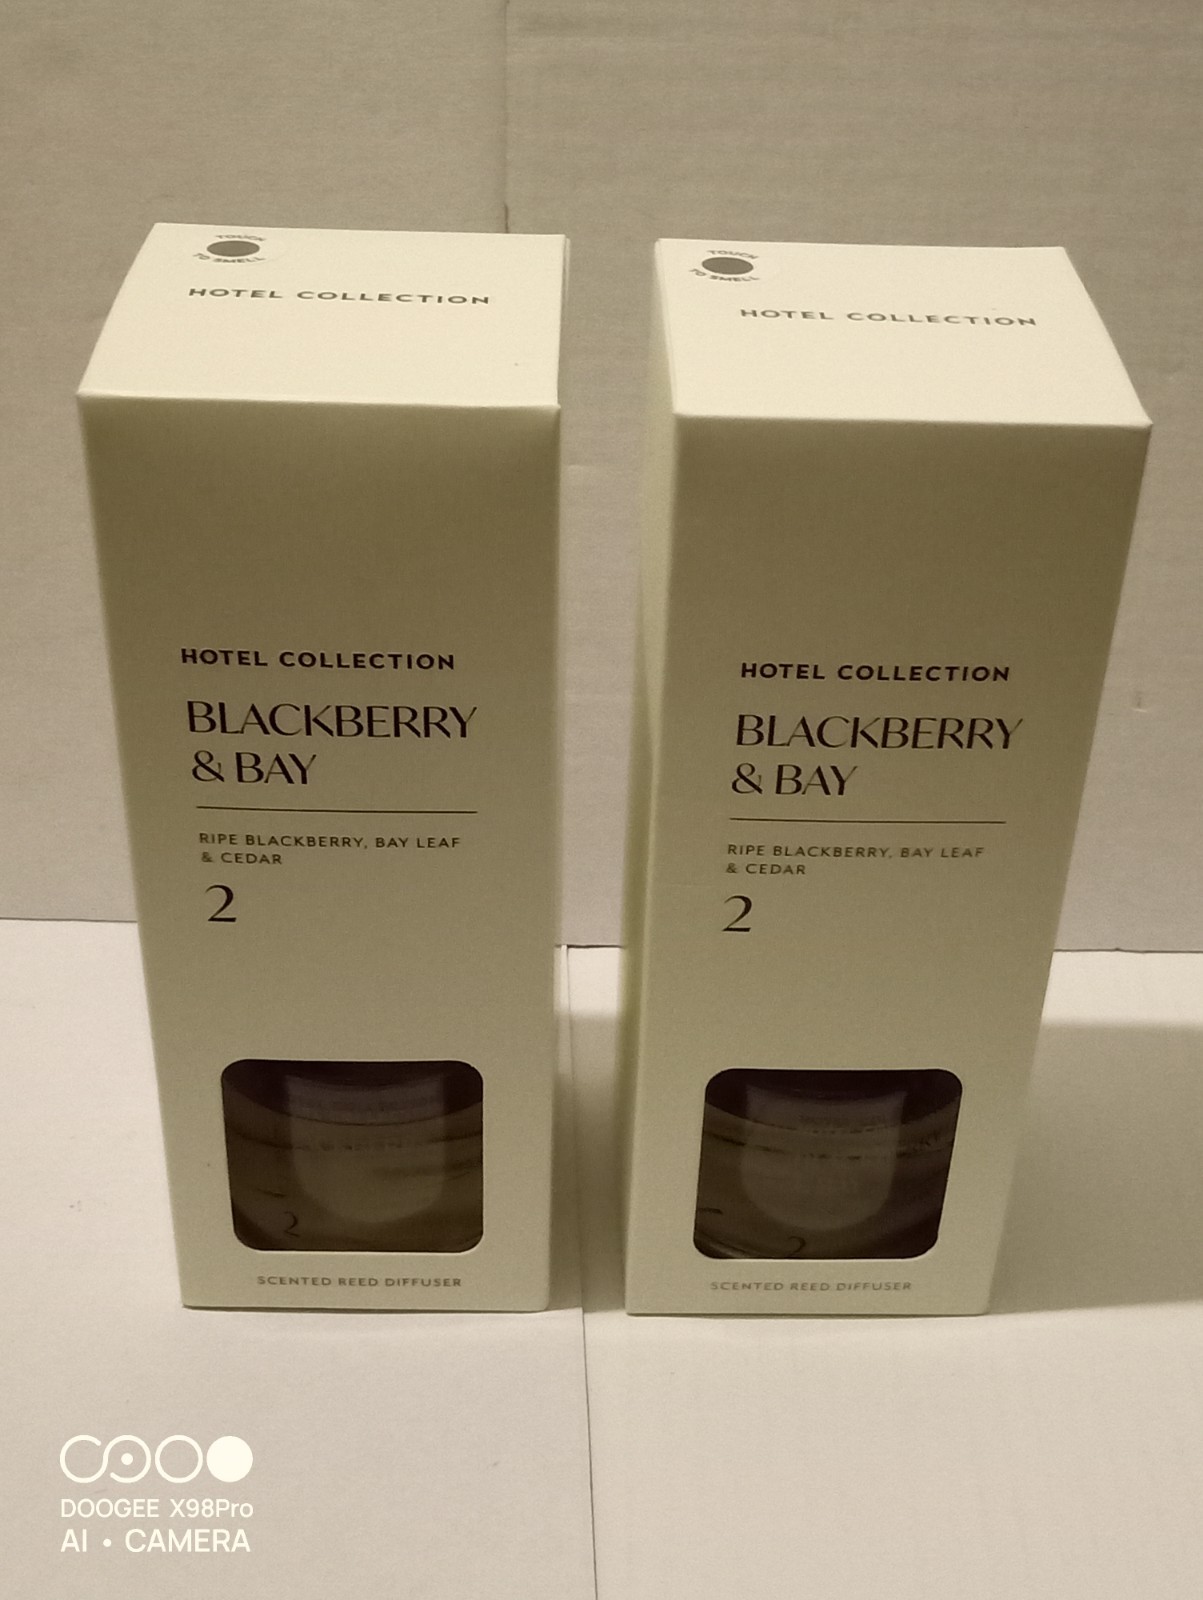 TOUCH
TO SMELL
HOTEL COLLECTION
HOTEL COLLECTION
BLACKBERRY
& BAY
RIPE BLACKBERRY, BAY LEAF
& CEDAR
2
2
SCENTED REED DIFFUSER
TOUCH
TO SMELL
HOTEL COLLECTION
HOTEL COLLECTION
BLACKBERRY
& BAY
RIPE BLACKBERRY, BAY LEAF
& CEDAR
2
2
SCENTED REED DIFFUSER
DOOGEE X98Pro
AI • CAMERA